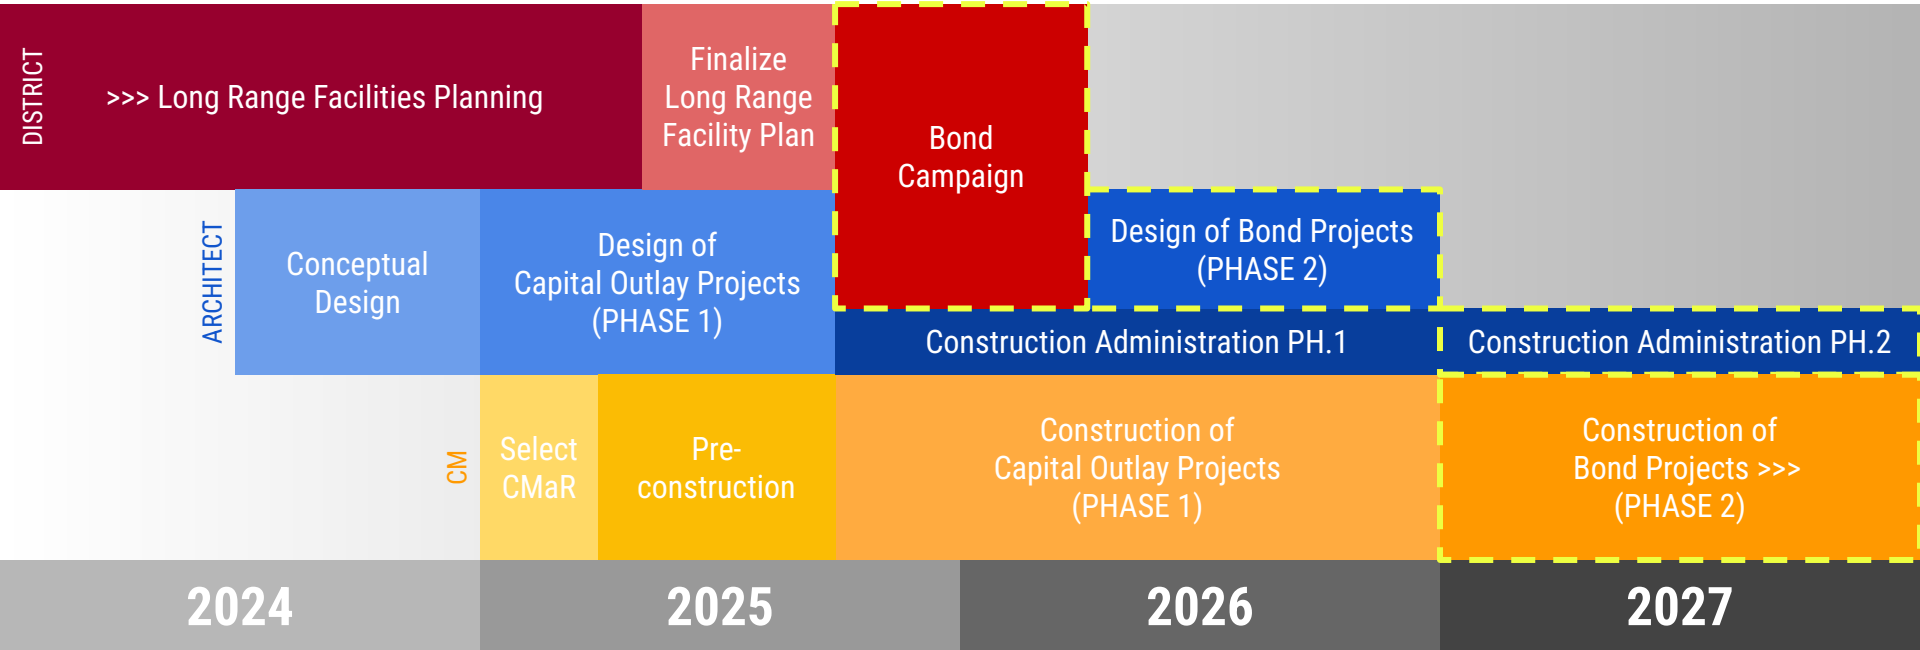 DISTRICT
>>> Long Range Facilities Planning
Finalize
Long Range
Facility Plan
Bond
Campaign
ARCHITECT
Conceptual
Design
Design of
Capital Outlay Projects
(PHASE 1)
Design of Bond Projects
(PHASE 2)
Construction Administration PH.1
Construction Administration PH.2
CM
Select
CMaR
Pre-
construction
Construction of
Capital Outlay Projects
(PHASE 1)
Construction of
Bond Projects >>>
(PHASE 2)
2024
2025
2026
2027